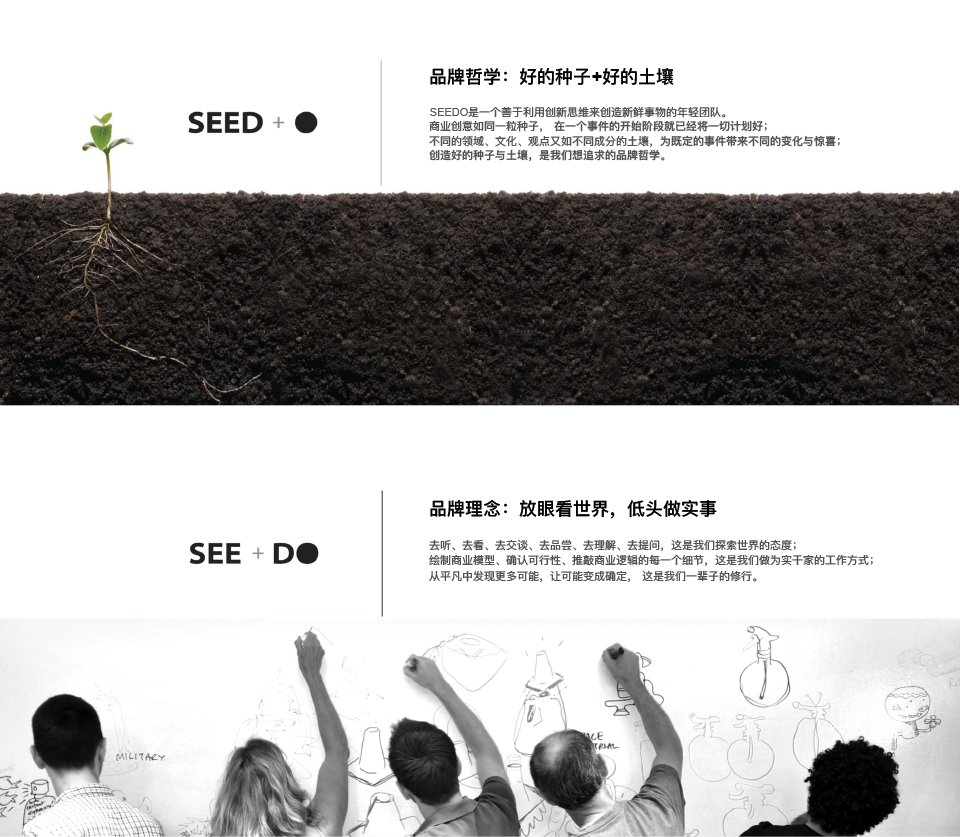 品牌哲学：好的种子+好的土壤
SEED + ●
SEEDO是一个善于利用创新思维来创造新鲜事物的年轻团队。
商业创意如同一粒种子， 在一个事件的开始阶段就已经将一切计划好；
不同的领域、文化、观点又如不同成分的土壤，为既定的事件带来不同的变化与惊喜；
创造好的种子与土壤，是我们想追求的品牌哲学。
品牌理念：放眼看世界，低头做实事
SEE + D●
去听、去看、去交谈、去品尝、去理解、去提问，这是我们探索世界的态度；
绘制商业模型、确认可行性、推敲商业逻辑的每一个细节，这是我们做为实干家的工作方式；
从平凡中发现更多可能，让可能变成确定， 这是我们一辈子的修行。
MILITARY